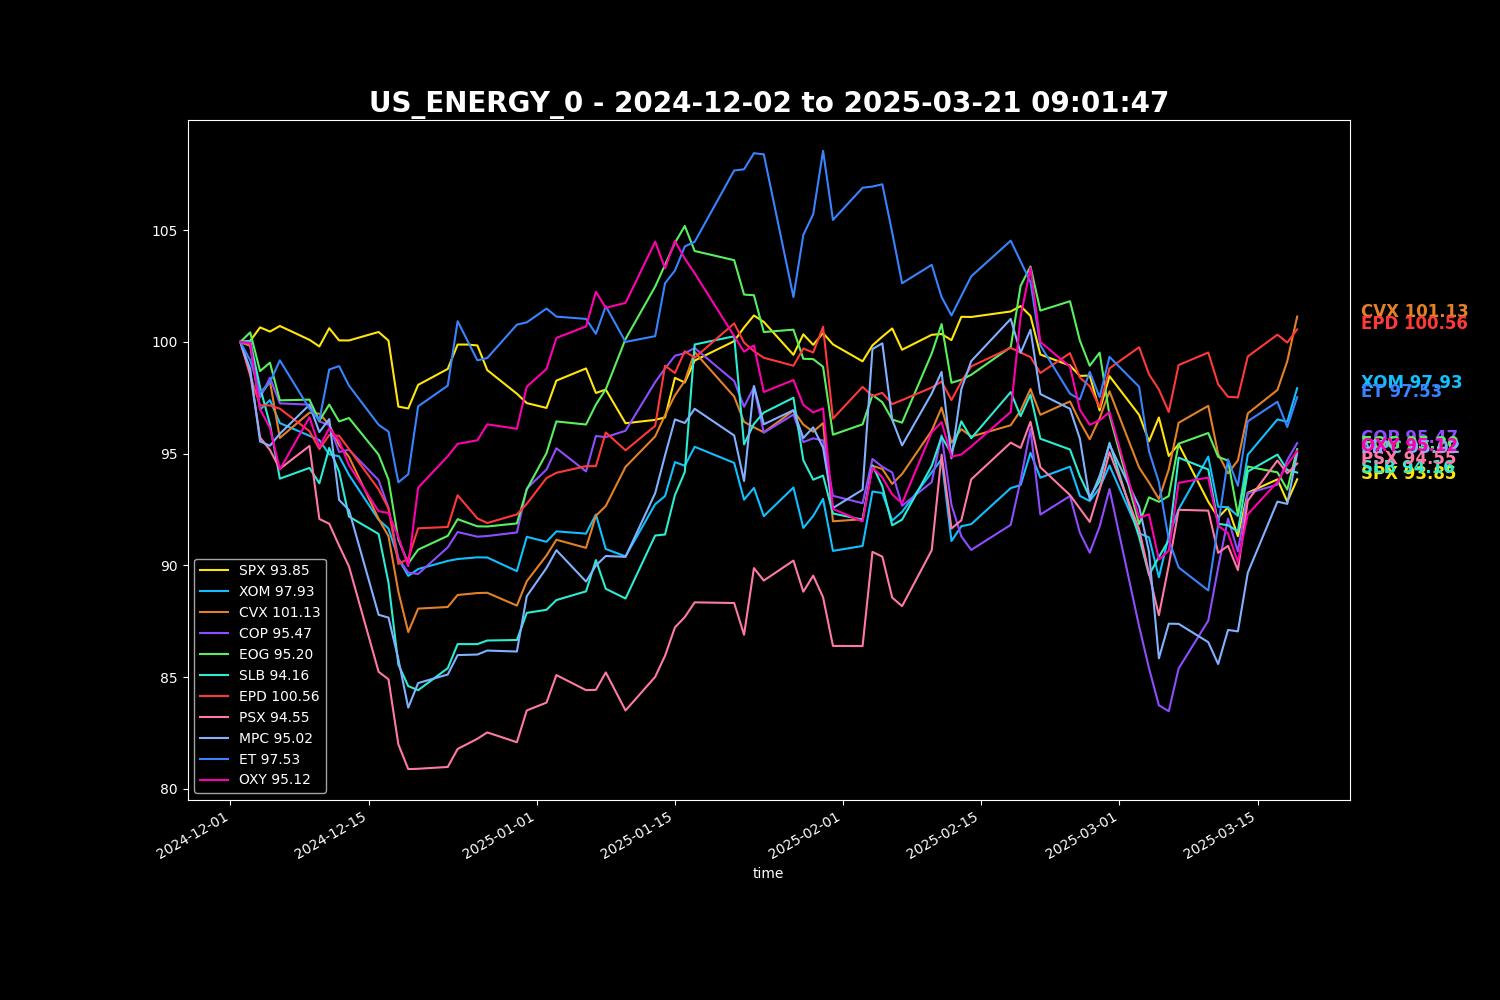 US_ENERGY_0 - 2024-12-02 to 2025-03-21 09:01:47
105
100
95
90
85
80
CVX 101.13
EPD 100.56
XOM 97.93
ET 97.53
COP 95.47
PSX 94.55
SLB 94.16
SPX 93.85
SPX 93.85
XOM 97.93
CVX 101.13
COP 95.47
EOG 95.20
SLB 94.16
EPD 100.56
PSX 94.55
MPC 95.02
ET 97.53
OXY 95.12
2024-12-01
2024-12-15
2025-01-01
2025-01-15
2025-02-01
2025-02-15
2025-03-01
2025-03-15
time